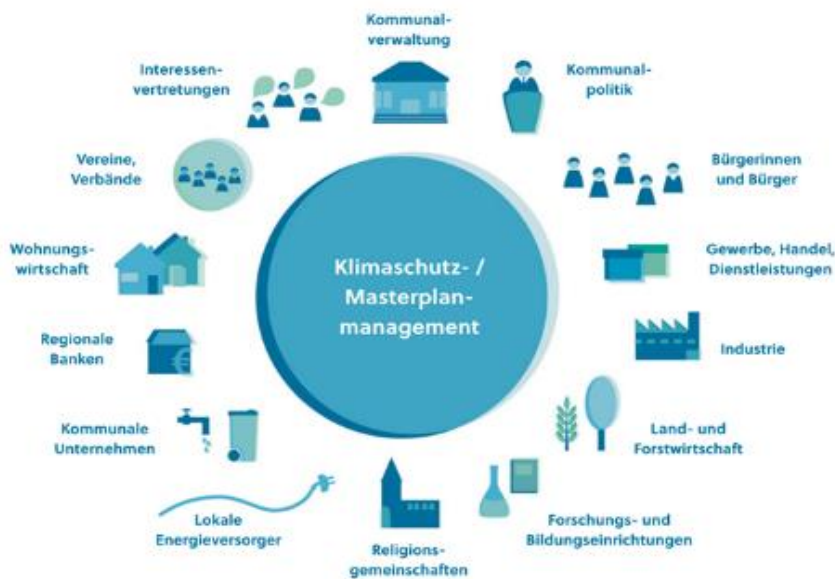 Kommunal-
verwaltung
Kommunal-
politik
Bürgerinnen
und Bürger
Gewerbe, Handel,
Dienstleistungen
Industrie
Land- und
Forstwirtschaft
Forschungs- und
Bildungseinrichtungen
Religions-
gemeinschaften
Lokale
Energieversorger
Kommunale
Unternehmen
Regionale
Banken
Wohnungs-
wirtschaft
Vereine,
Verbände
Interessen-
vertretungen
Klimaschutz- /
Masterplan-
management